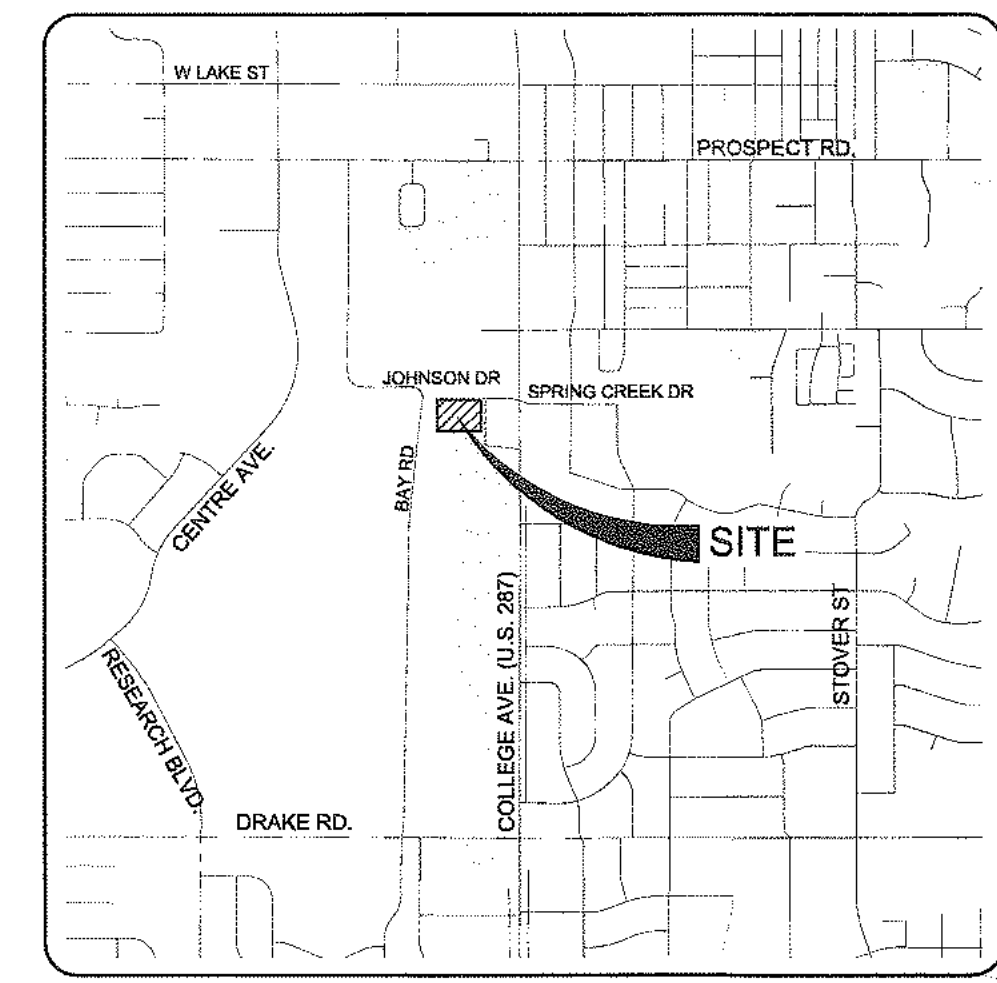 W LAKE ST
PROSPECT RD.
JOHNSON DR
SPRING CREEK DR
CENTRE AVE.
BAY RD
SITE
COLLEGE AVE. (U.S. 287)
STOVER ST
RESEARCH BLVD.
DRAKE RD.